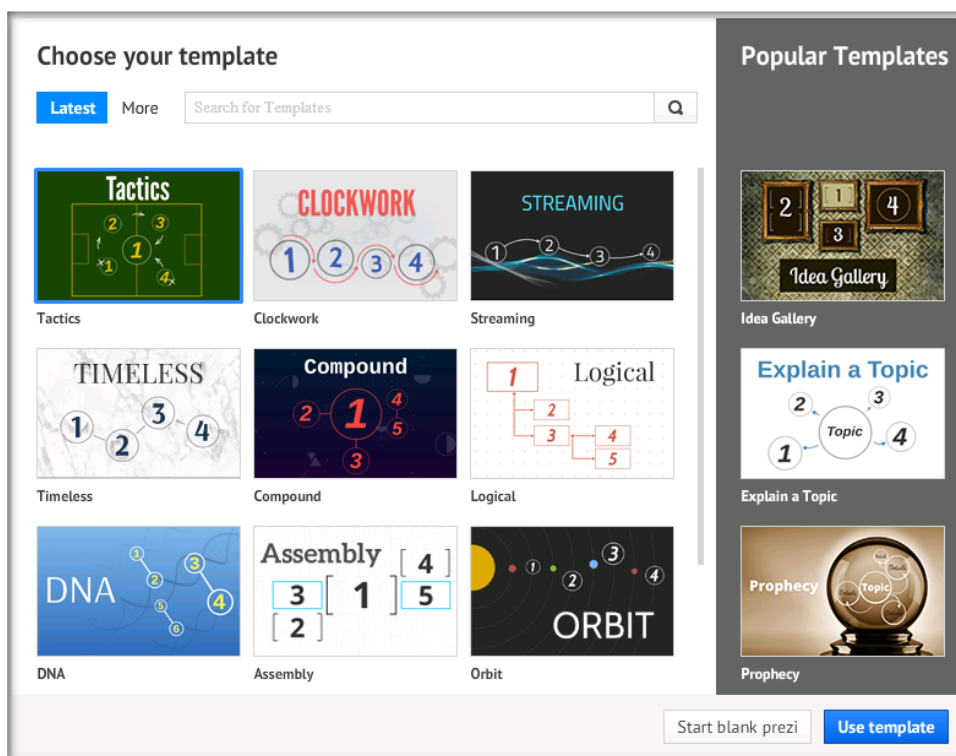 Choose your template
Popular Templates
Latest
More
Search for Templates
Tactics
2
3
1
1
4
Tactics
CLOCKWORK
1
2
3
4
Clockwork
STREAMING
1
2
3
4
Streaming
2
1
4
3
Idea Gallery
Idea Gallery
TIMELESS
1
2
3
4
Timeless
Compound
2
1
4
5
3
Compound
1
Logical
2
3
4
5
Logical
Explain a Topic
2
3
Topic
1
4
Explain a Topic
DNA
1
2
3
4
5
6
DNA
Assembly
4
3
1
5
2
Assembly
1
2
3
4
ORBIT
Orbit
Prophecy
Details
Topic
Details
Prophecy
Start blank prezi
Use template